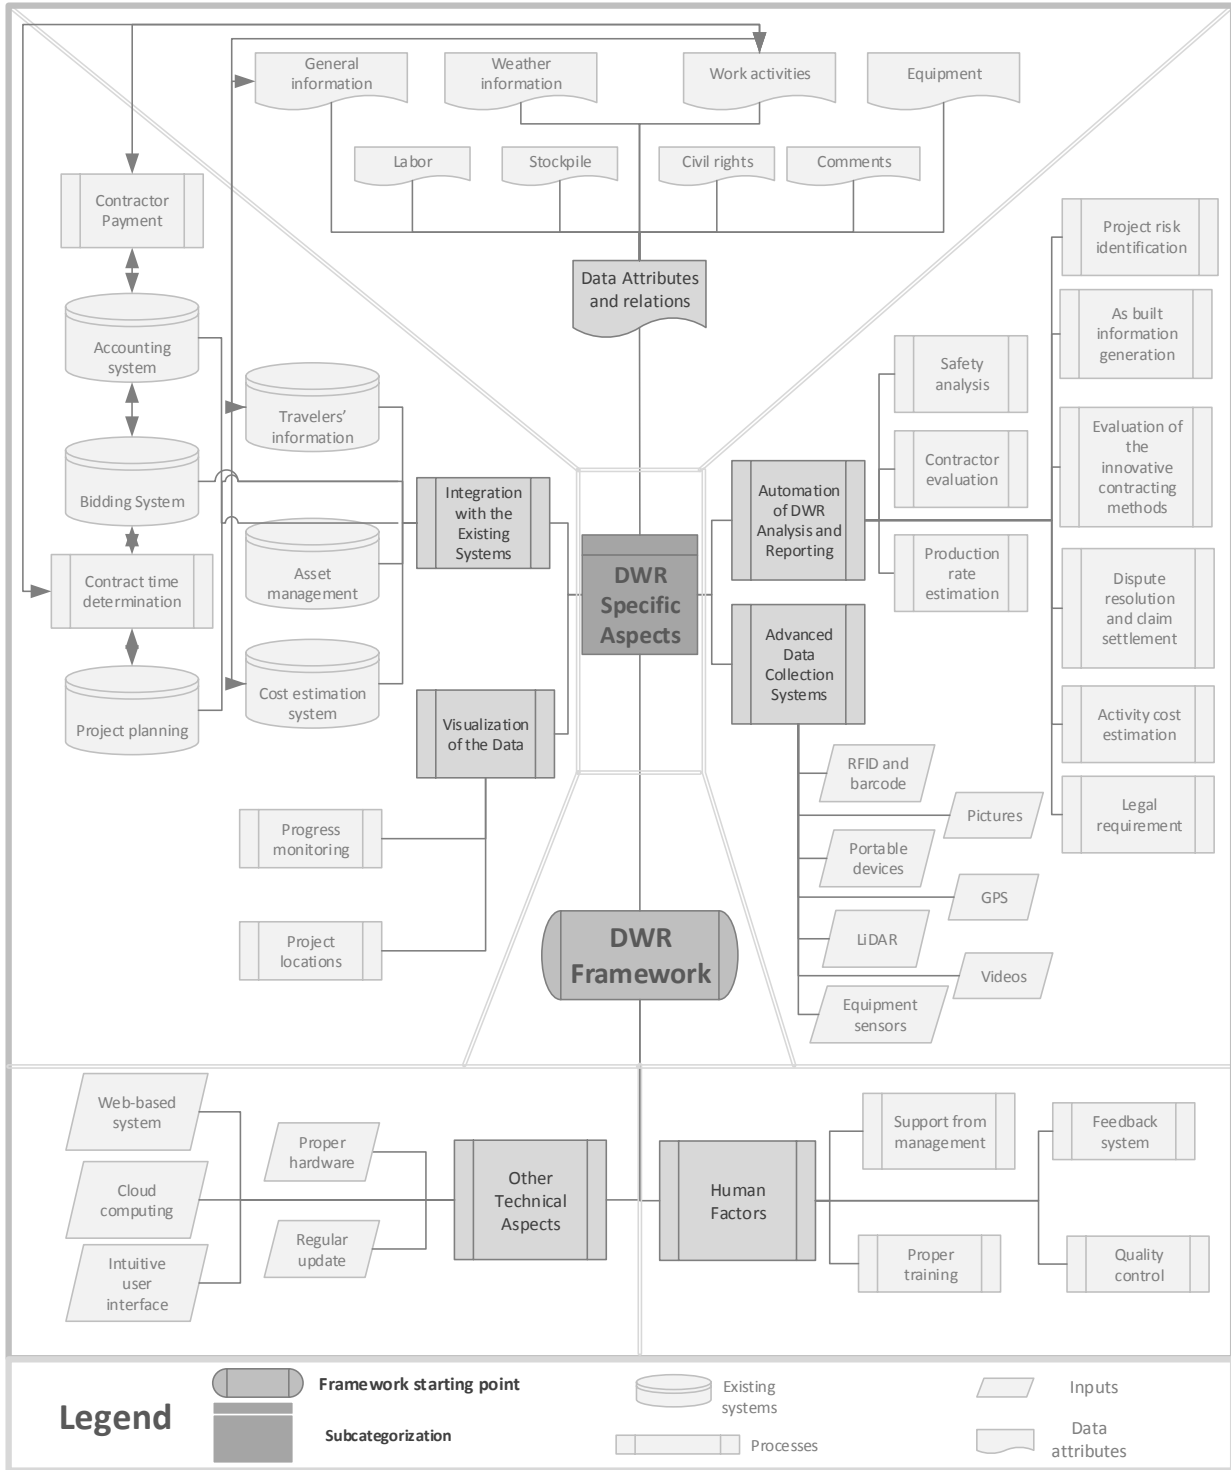 General
information
Weather
information
Work activities
Equipment
Labor
Stockpile
Civil rights
Comments
Data Attributes
and relations
Contractor
Payment
Accounting
system
Bidding System
Contract time
determination
Project planning
Travelers'
information
Asset
management
Cost estimation
system
Integration
with the
Existing
Systems
Visualization
of the Data
Progress
monitoring
Project
locations
DWR
Specific
Aspects
Automation
of DWR
Analysis and
Reporting
Advanced
Data
Collection
Systems
Safety
analysis
Contractor
evaluation
Production
rate
estimation
Project risk
identification
As built
information
generation
Evaluation of
the
innovative
contracting
methods
Dispute
resolution
and claim
settlement
Activity cost
estimation
Legal
requirement
RFID and
barcode
Pictures
Portable
devices
GPS
LiDAR
Videos
Equipment
sensors
DWR
Framework
Web-based
system
Cloud
computing
Intuitive
user
interface
Proper
hardware
Regular
update
Other
Technical
Aspects
Human
Factors
Support from
management
Feedback
system
Proper
training
Quality
control
Legend
Framework starting point
Subcategorization
Existing
systems
Processes
Inputs
Data
attributes